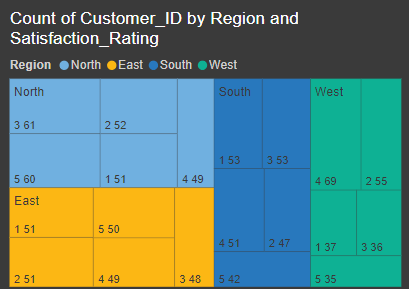 Count of Customer_ID by Region and
Satisfaction_Rating
Region North East South West
North
3 61
2 52
5 60
1 51
4 49
East
1 51
5 50
2 51
4 49
3 48
South
1 53
3 53
4 51
2 47
5 42
West
4 69
2 55
1 37
3 36
5 35